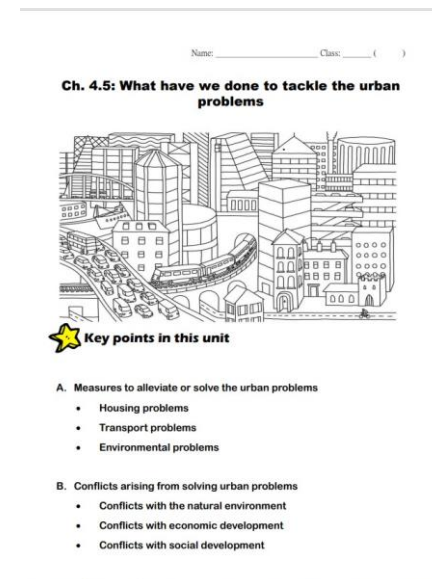 Name: ____________________ Class: ______ ( )
Ch. 4.5: What have we done to tackle the urban
problems
Key points in this unit
A. Measures to alleviate or solve the urban problems
• Housing problems
• Transport problems
• Environmental problems
B. Conflicts arising from solving urban problems
• Conflicts with the natural environment
• Conflicts with economic development
• Conflicts with social development